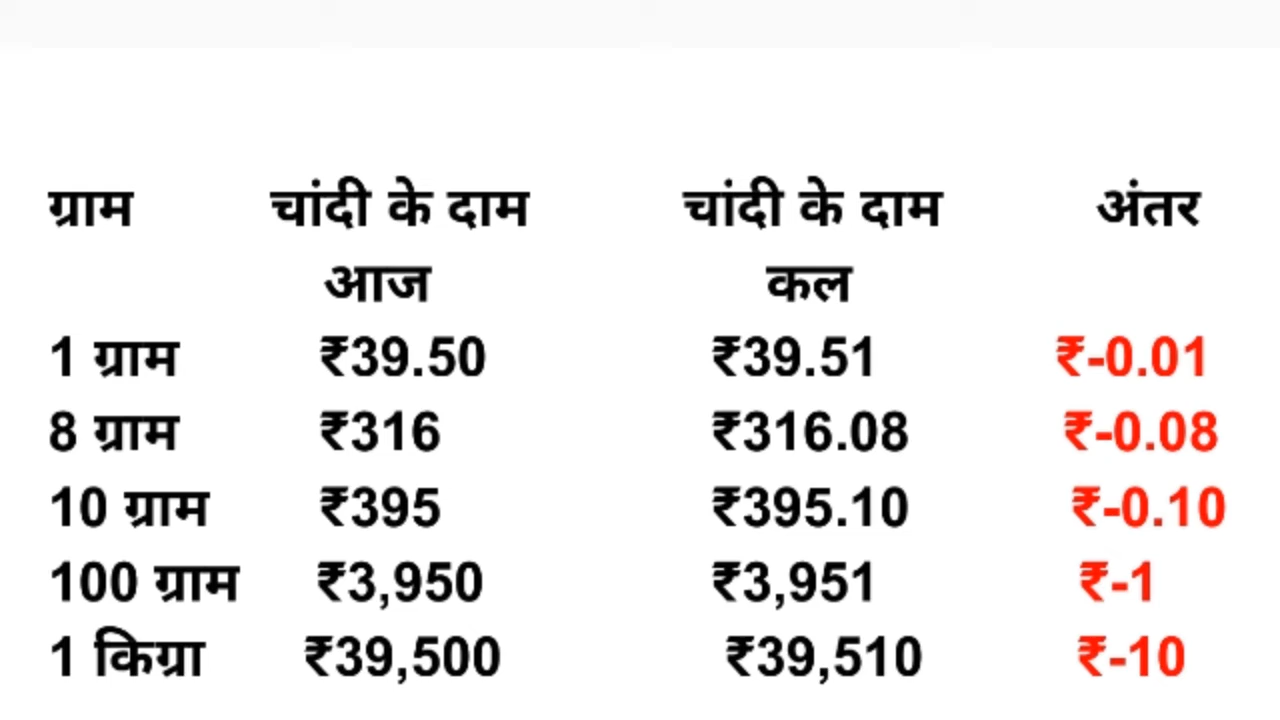 ग्राम चांदी के दाम चांदी के दाम अंतर
आज कल
1 ग्राम ₹39.50 ₹39.51 ₹-0.01
8 ग्राम ₹316 ₹316.08 ₹-0.08
10 ग्राम ₹395 ₹395.10 ₹-0.10
100 ग्राम ₹3,950 ₹3,951 ₹-1
1 किग्रा ₹39,500 ₹39,510 ₹-10